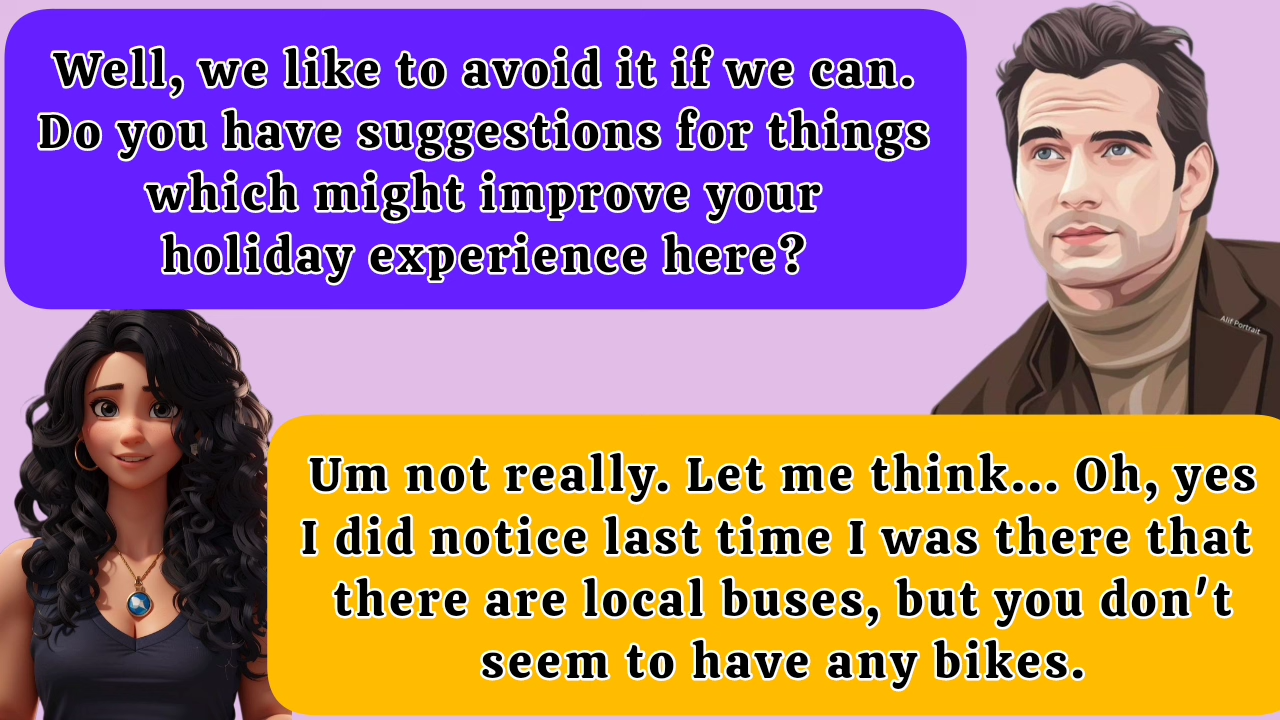 Well, we like to avoid it if we can.
Do you have suggestions for things
which might improve your
holiday experience here?
Alif Portrait
Um not really. Let me think... Oh, yes
I did notice last time I was there that
there are local buses, but you don't
seem to have any bikes.